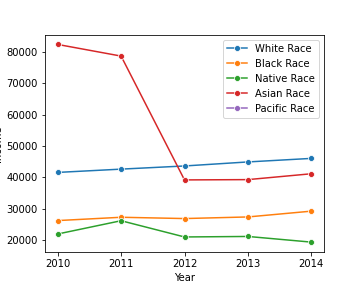 White Race
Black Race
Native Race
Asian Race
Pacific Race
80000
70000
60000
50000
40000
30000
20000
2010
2011
2012
2013
2014
Year